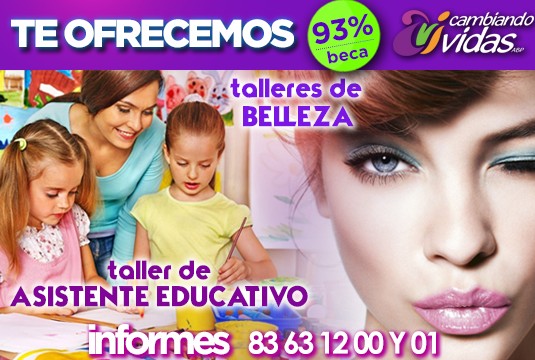 TE OFRECEMOS
93%
beca
cambiando
vidas ABP
talleres de
BELLEZA
taller de
ASISTENTE EDUCATIVO
informes 83 63 12 00 Y 01